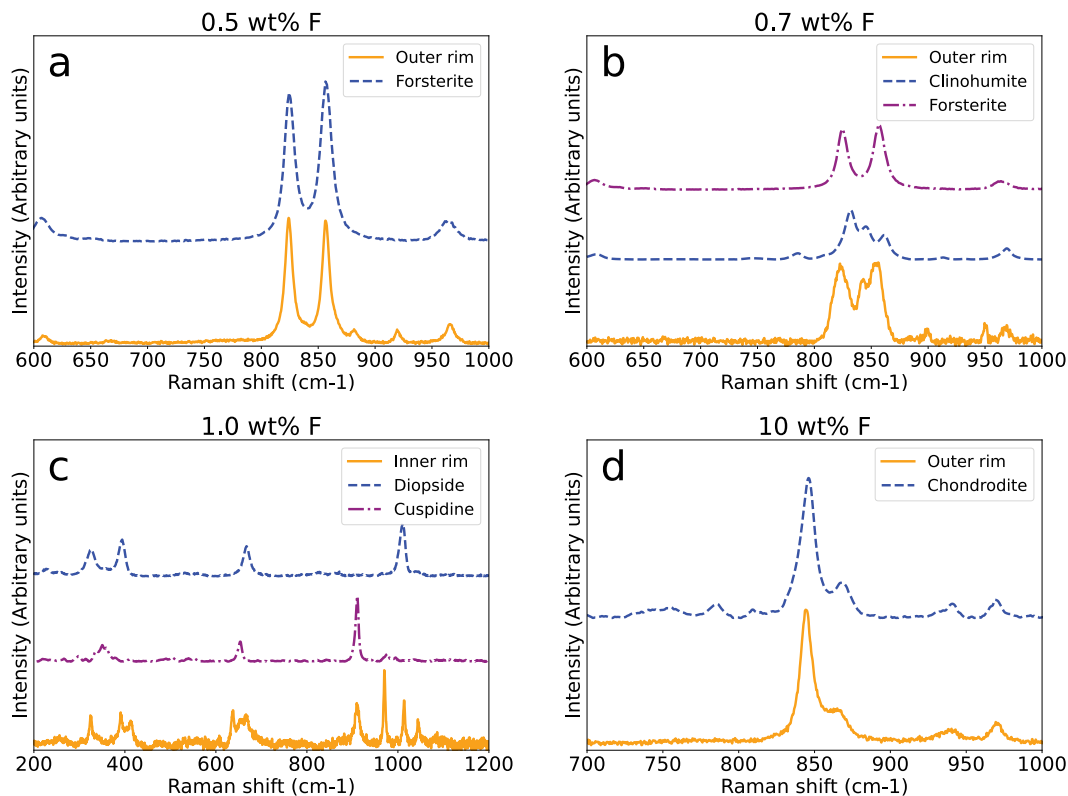 0.5 wt% F
a
Outer rim
Forsterite
Intensity (Arbitrary units)
600 650 700 750 800 850 900 950 1000
Raman shift (cm-1)
0.7 wt% F
b
Outer rim
Clinohumite
Forsterite
Intensity (Arbitrary units)
600 650 700 750 800 850 900 950 1000
Raman shift (cm-1)
1.0 wt% F
c
Inner rim
Diopside
Cuspidine
Intensity (Arbitrary units)
200 400 600 800 1000 1200
Raman shift (cm-1)
10 wt% F
d
Outer rim
Chondrodite
Intensity (Arbitrary units)
700 750 800 850 900 950 1000
Raman shift (cm-1)